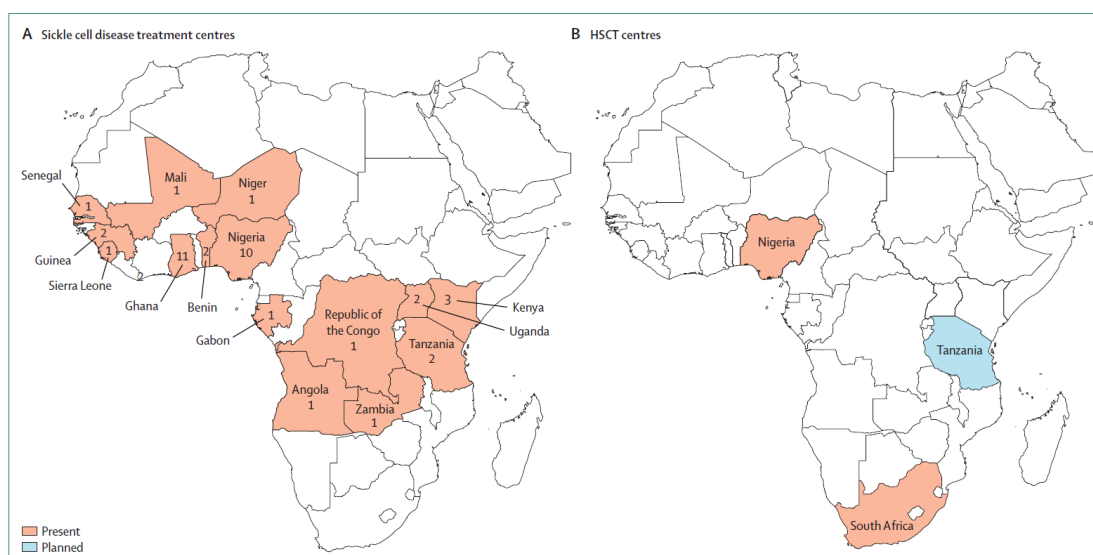 A Sickle cell disease treatment centres
Senegal
1
Mali
1
Niger
1
2
Guinea
1
Sierra Leone
2
11
Ghana
2
Benin
Nigeria
10
1
Gabon
Republic of
the Congo
1
2
Uganda
3
Kenya
Tanzania
2
Angola
1
Zambia
1
Present
Planned
B HSCT centres
Nigeria
Tanzania
South Africa